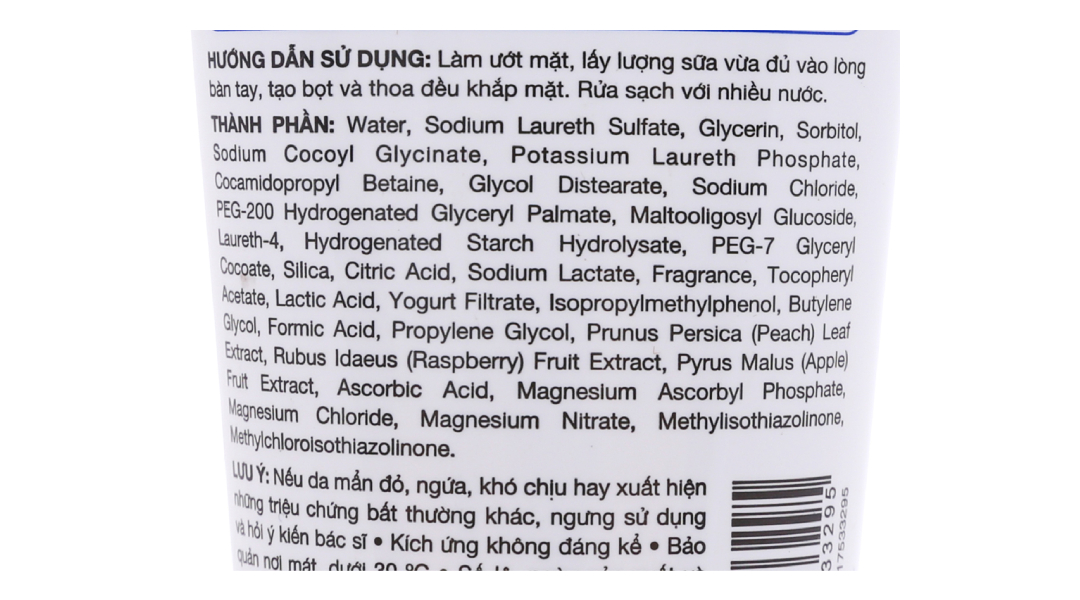 HƯỚNG DẪN SỬ DỤNG: Làm ướt mặt, lấy lượng sữa vừa đủ vào lòng
bàn tay, tạo bọt và thoa đều khắp mặt. Rửa sạch với nhiều nước.
THÀNH PHẦN: Water, Sodium Laureth Sulfate, Glycerin, Sorbitol,
Sodium Cocoyl Glycinate, Potassium Laureth Phosphate,
Cocamidopropyl Betaine, Glycol Distearate, Sodium Chloride,
PEG-200 Hydrogenated Glyceryl Palmate, Maltooligosyl Glucoside,
Laureth-4, Hydrogenated Starch Hydrolysate, PEG-7 Glyceryl
Cocoate, Silica, Citric Acid, Sodium Lactate, Fragrance, Tocopheryl
Acetate, Lactic Acid, Yogurt Filtrate, Isopropylmethylphenol, Butylene
Glycol, Formic Acid, Propylene Glycol, Prunus Persica (Peach) Leaf
Extract, Rubus Idaeus (Raspberry) Fruit Extract, Pyrus Malus (Apple)
Fruit Extract, Ascorbic Acid, Magnesium Ascorbyl Phosphate,
Magnesium Chloride, Magnesium Nitrate, Methylisothiazolinone,
Methylchloroisothiazolinone.
LƯU Ý: Nếu da mẩn đỏ, ngứa, khó chịu hay xuất hiện
những triệu chứng bất thường khác, ngưng sử dụng
và hỏi ý kiến bác sĩ • Kích ứng không đáng kể • Bảo
quản nơi mát, dưới 30 ºC •
33295
17533295